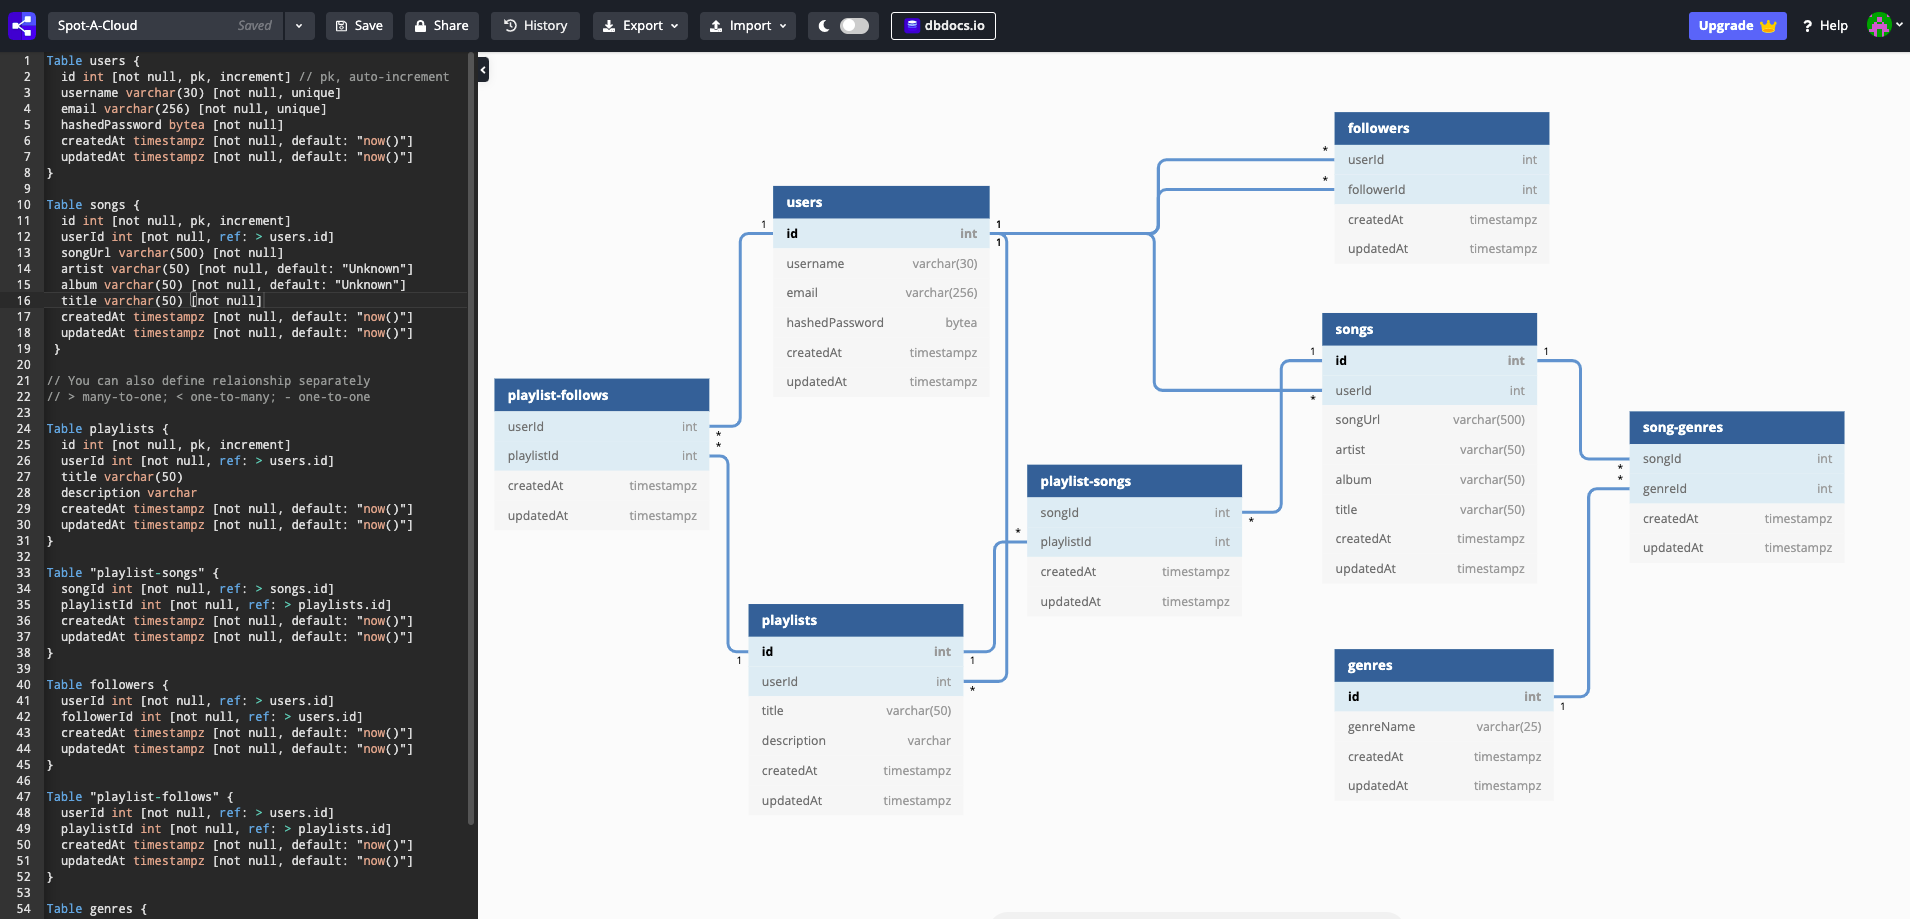 Spot-A-Cloud Saved Save Share History Export Import dbdocs.io Upgrade ? Help
1 Table users {
2 id int [not null, pk, increment] // pk, auto-increment
3 username varchar(30) [not null, unique]
4 email varchar(256) [not null, unique]
5 hashedPassword bytea [not null]
6 createdAt timestampz [not null, default: "now()"]
7 updatedAt timestampz [not null, default: "now()"]
8 }
9
10 Table songs {
11 id int [not null, pk, increment]
12 userId int [not null, ref: > users.id]
13 songUrl varchar(500) [not null]
14 artist varchar(50) [not null, default: "Unknown"]
15 album varchar(50) [not null, default: "Unknown"]
16 title varchar(50) [not null]
17 createdAt timestampz [not null, default: "now()"]
18 updatedAt timestampz [not null, default: "now()"]
19 }
20
21 // You can also define relaionship separately
22 // > many-to-one; < one-to-many; - one-to-one
23
24 Table playlists {
25 id int [not null, pk, increment]
26 userId int [not null, ref: > users.id]
27 title varchar(50)
28 description varchar
29 createdAt timestampz [not null, default: "now()"]
30 updatedAt timestampz [not null, default: "now()"]
31 }
32
33 Table "playlist-songs" {
34 songId int [not null, ref: > songs.id]
35 playlistId int [not null, ref: > playlists.id]
36 createdAt timestampz [not null, default: "now()"]
37 updatedAt timestampz [not null, default: "now()"]
38 }
39
40 Table followers {
41 userId int [not null, ref: > users.id]
42 followerId int [not null, ref: > users.id]
43 createdAt timestampz [not null, default: "now()"]
44 updatedAt timestampz [not null, default: "now()"]
45 }
46
47 Table "playlist-follows" {
48 userId int [not null, ref: > users.id]
49 playlistId int [not null, ref: > playlists.id]
50 createdAt timestampz [not null, default: "now()"]
51 updatedAt timestampz [not null, default: "now()"]
52 }
53
54 Table genres {
playlist-follows
userId int *
playlistId int *
createdAt timestampz
updatedAt timestampz
users
1 id int 1
1
username varchar(30)
email varchar(256)
hashedPassword bytea
createdAt timestampz
updatedAt timestampz
playlists
1 id int 1
userId int *
title varchar(50)
description varchar
createdAt timestampz
updatedAt timestampz
playlist-songs
songId int *
* playlistId int
createdAt timestampz
updatedAt timestampz
followers
* userId int
* followerId int
createdAt timestampz
updatedAt timestampz
songs
1 id int 1
* userId int
songUrl varchar(500)
artist varchar(50)
album varchar(50)
title varchar(50)
createdAt timestampz
updatedAt timestampz
genres
id int 1
genreName varchar(25)
createdAt timestampz
updatedAt timestampz
song-genres
* songId int
* genreId int
createdAt timestampz
updatedAt timestampz